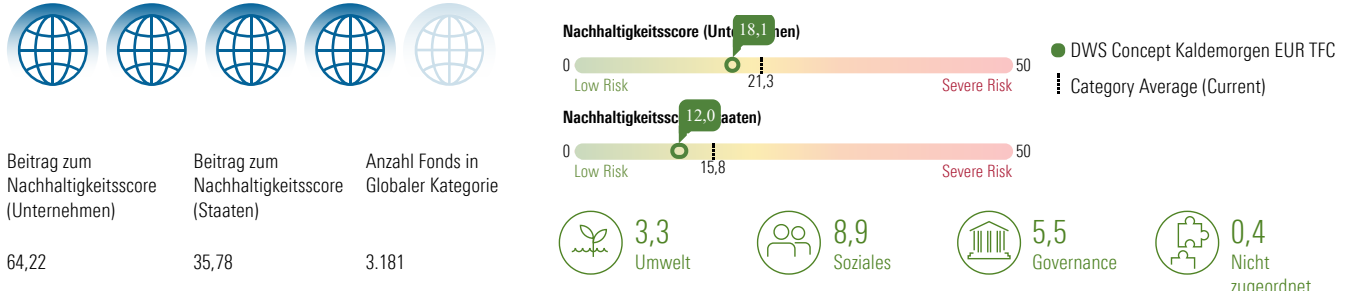 Beitrag zum
Nachhaltigkeitsscore
(Unternehmen)
64,22
Beitrag zum
Nachhaltigkeitsscore
(Staaten)
35,78
Anzahl Fonds in
Globaler Kategorie
3.181
Nachhaltigkeitsscore (Unt hen)
18,1
0
50
Low Risk
21,3
Severe Risk
Nachhaltigkeitssc aaten)
12,0
0
50
Low Risk
15,8
Severe Risk
DWS Concept Kaldemorgen EUR TFC
Category Average (Current)
3,3
Umwelt
8,9
Soziales
5,5
Governance
0,4
Nicht
zugeordnet